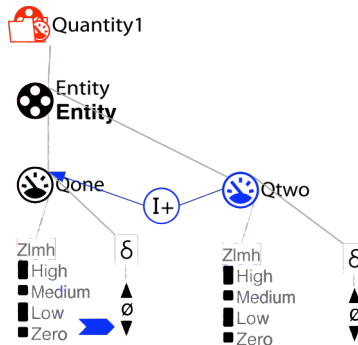 Quantity1
Entity
Entity
Qone
I+
Qtwo
Zlmh
δ
High
Medium
Low
Zero
ø
Zlmh
δ
High
Medium
Low
Zero
ø